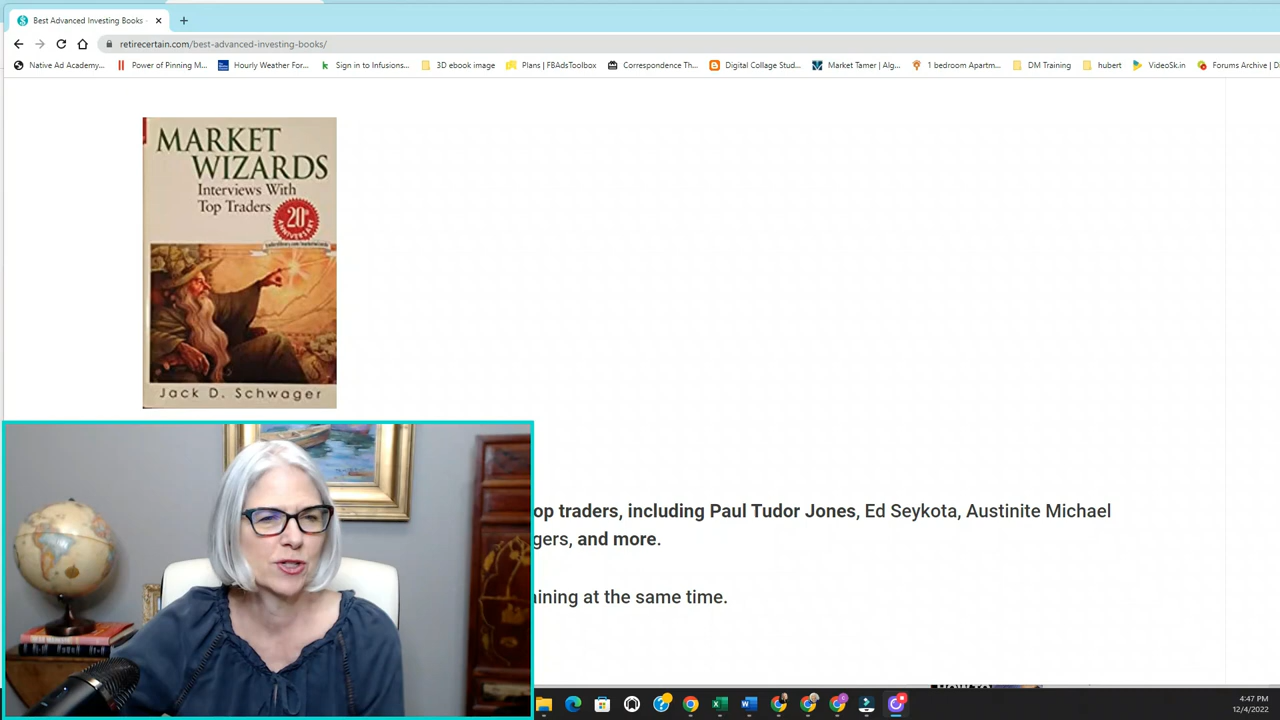 Best Advanced Investing Books -
retirecertain.com/best-advanced-investing-books/
Native Ad Academy...
Power of Pinning M...
Hourly Weather For...
Sign in to Infusions...
3D ebook image
Plans | FBAdsToolbox
Correspondence Th...
Digital Collage Stud...
Market Tamer | Alg...
1 bedroom Apartm...
DM Training
hubert
VideoSk.in
Forums Archive | Di
MARKET
WIZARDS
Interviews With
Top Traders
20th
ANNIVERSARY
Jack D. Schwager
op traders, including Paul Tudor Jones, Ed Seykota, Austinite Michael
gers, and more.
ining at the same time.
4:47 PM
12/4/2022